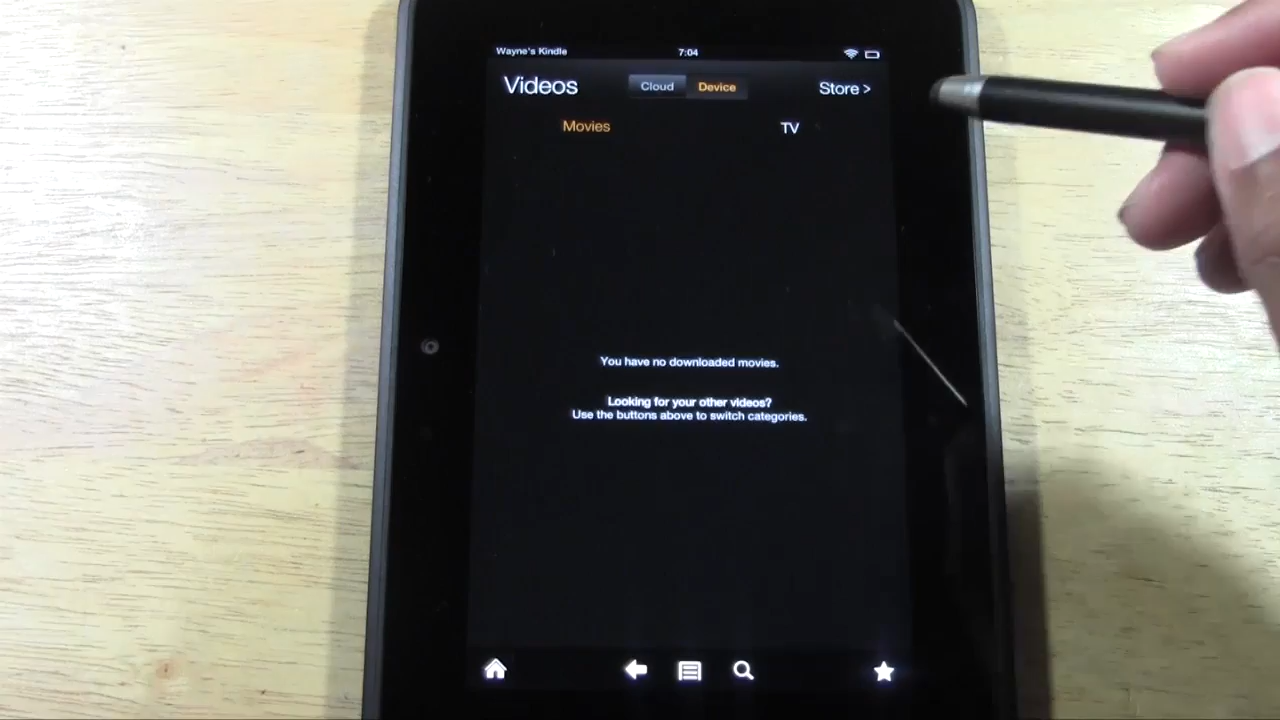 Wayne's Kindle 7:04
Videos Cloud Device Store >
Movies TV
You have no downloaded movies.
Looking for your other videos?
Use the buttons above to switch categories.